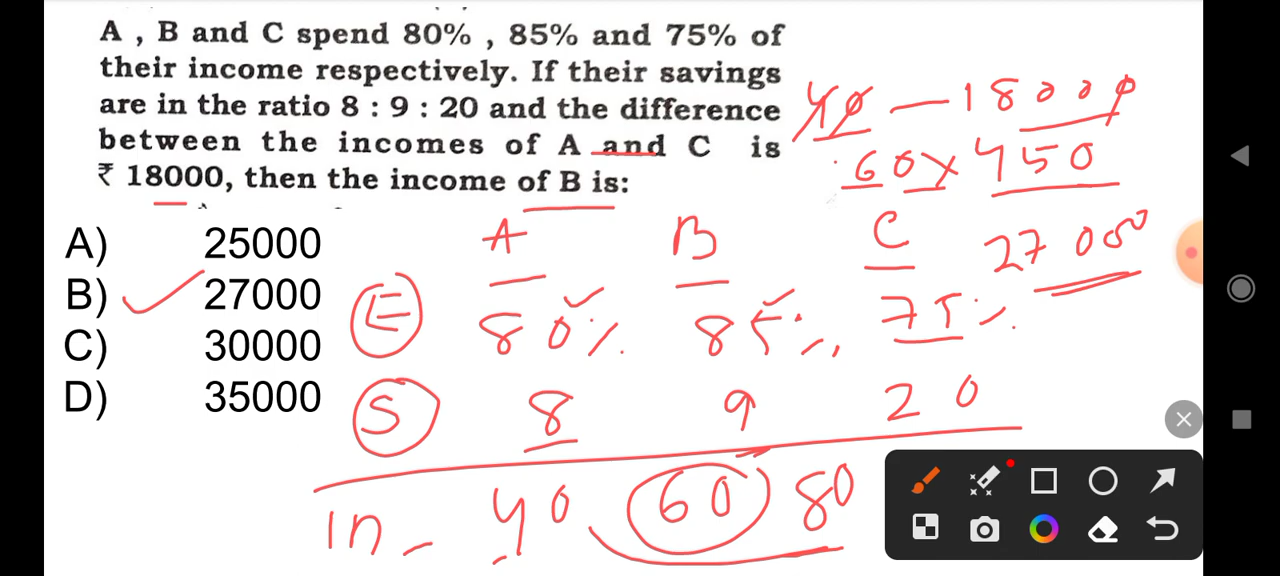 A , B and C spend 80% , 85% and 75% of
their income respectively. If their savings
are in the ratio 8 : 9 : 20 and the difference
between the incomes of A and C is
₹ 18000, then the income of B is:
A) 25000
B) 27000
C) 30000
D) 35000
40 — 18000
60 × 450
27000
A B C
E 80% 85% 75%
S 8 9 20
In - 40 60 80